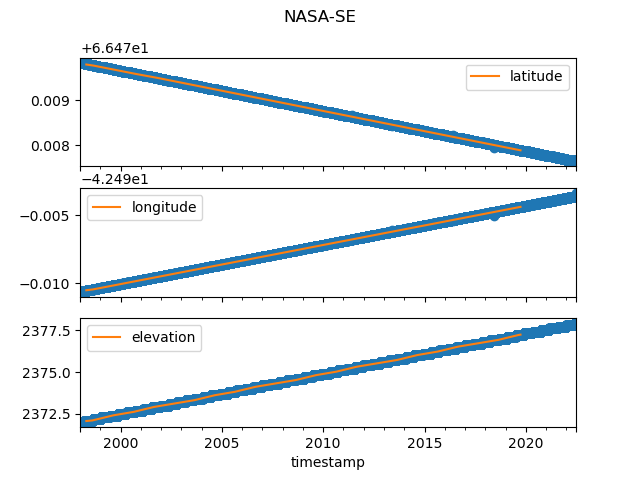 NASA-SE
+6.647e1
latitude
0.009
0.008
−4.249e1
longitude
−0.005
−0.010
elevation
2377.5
2375.0
2372.5
2000 2005 2010 2015 2020
timestamp